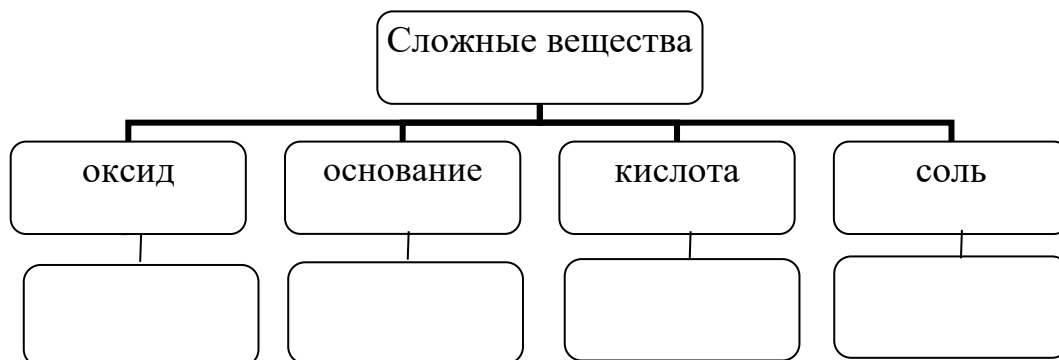 Сложные вещества
оксид
основание
кислота
соль